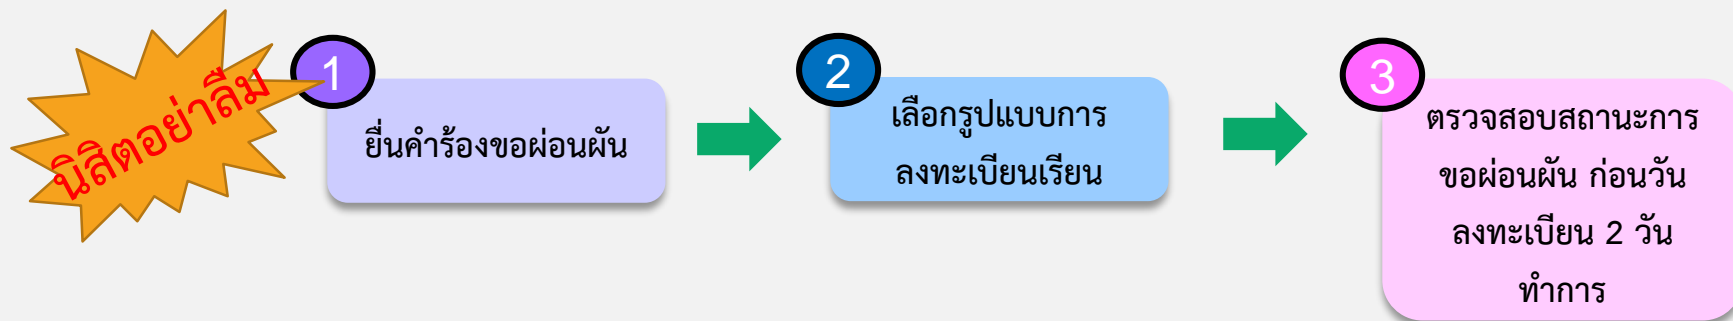 นิสิตอย่าลืม
1
ยื่นคำร้องขอผ่อนผัน
2
เลือกรูปแบบการ
ลงทะเบียนเรียน
3
ตรวจสอบสถานะการ
ขอผ่อนผัน ก่อนวัน
ลงทะเบียน 2 วัน
ทำการ